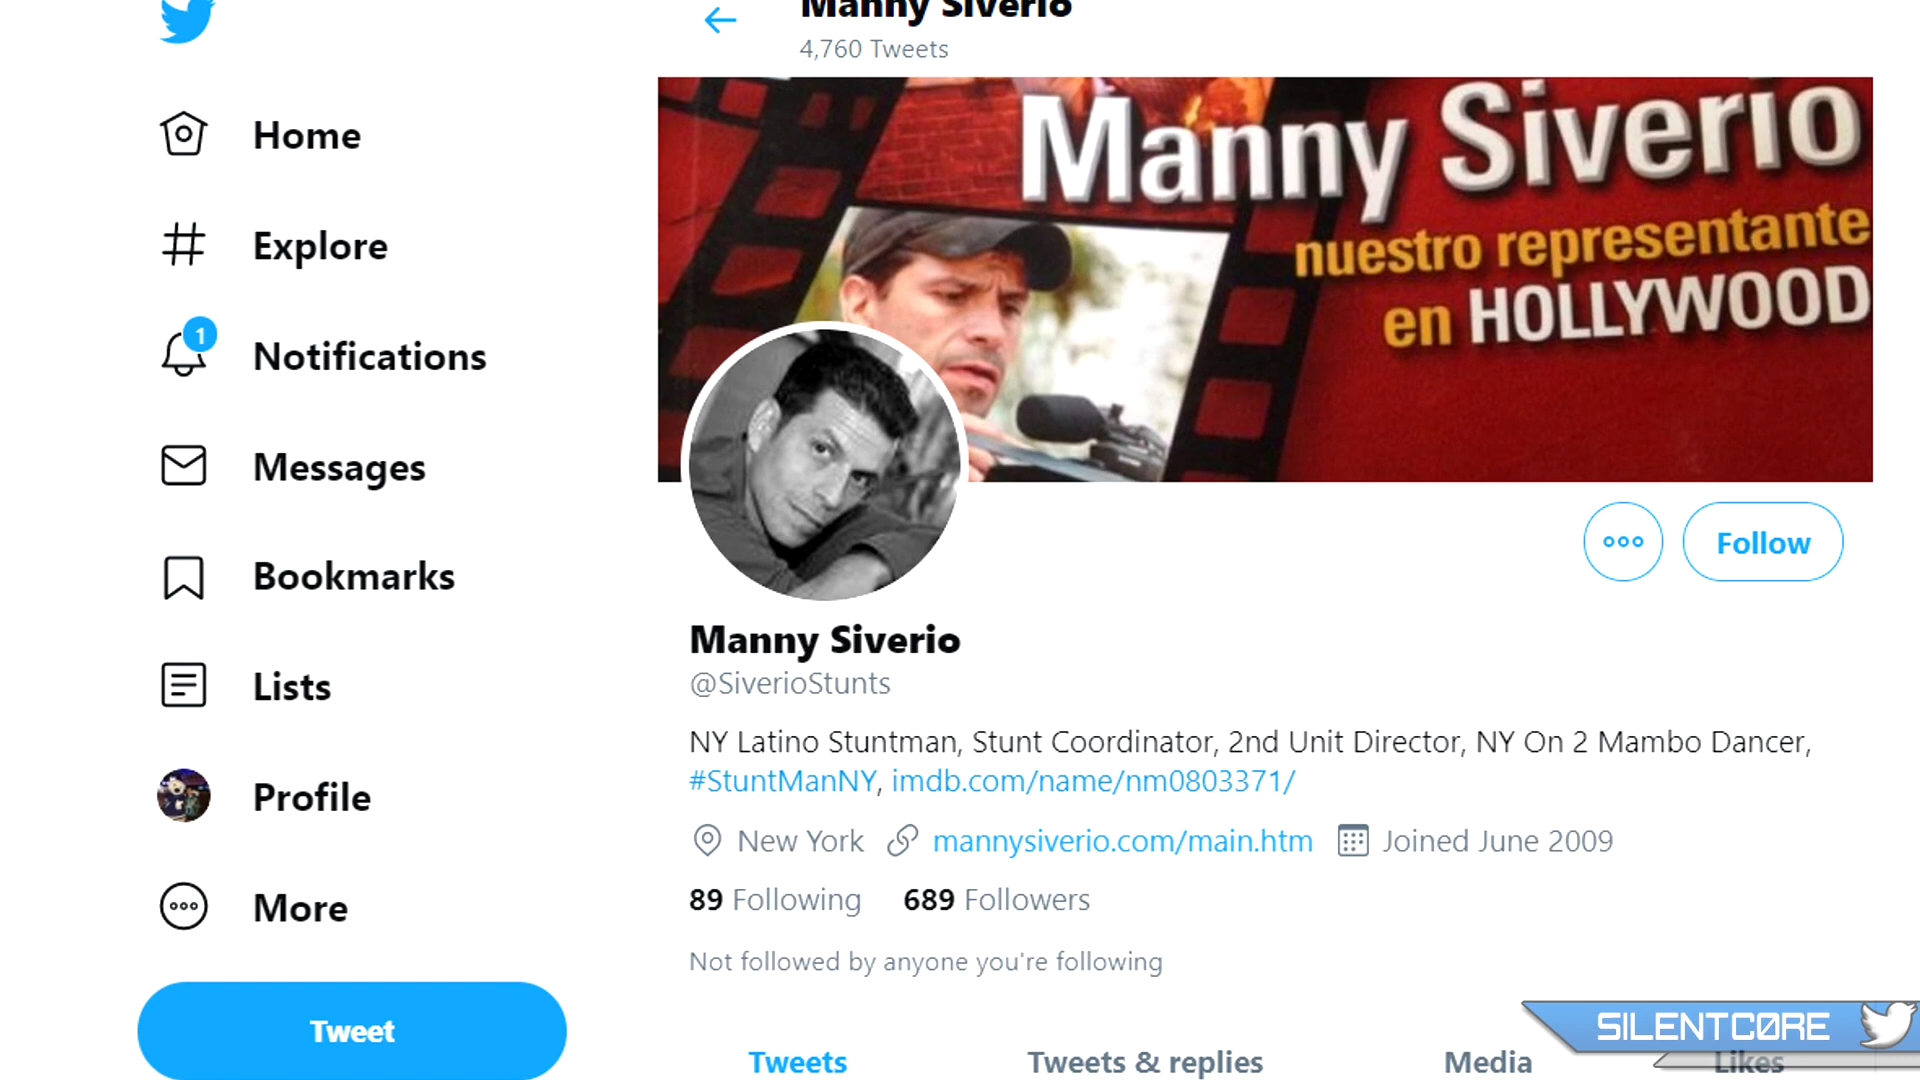 Manny Siverio
4,760 Tweets
Home
Explore
1
Notifications
Messages
Bookmarks
Lists
Profile
More
Tweet
Manny Siverio
nuestro representante
en HOLLYWOOD
Follow
Manny Siverio
@SiverioStunts
NY Latino Stuntman, Stunt Coordinator, 2nd Unit Director, NY On 2 Mambo Dancer,
#StuntManNY, imdb.com/name/nm0803371/
New York mannysiverio.com/main.htm Joined June 2009
89 Following 689 Followers
Not followed by anyone you're following
Tweets Tweets & replies Media Likes
SILENTCØRE